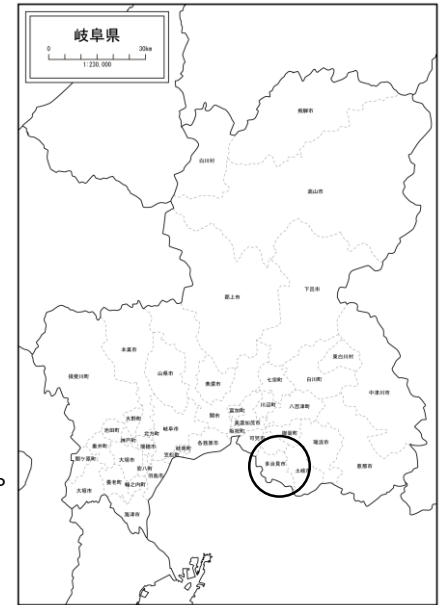 岐阜県
0 30km
1:230,000
飛騨市
白川村
高山市
下呂市
郡上市
東白川村
本巣市
揖斐川町
山県市
七宗町
白川町
中津川市
美濃市
川辺町
八百津町
関市
富加町
大野町
美濃加茂市
池田町
岐阜市
北方町
坂祝町
御嵩町
神戸町
瑞穂市
各務原市
可児市
瑞浪市
垂井町
岐南町
関ケ原町
大垣市
笠松町
多治見市
土岐市
恵那市
安八町
羽島市
養老町
輪之内町
大垣市
海津市
。